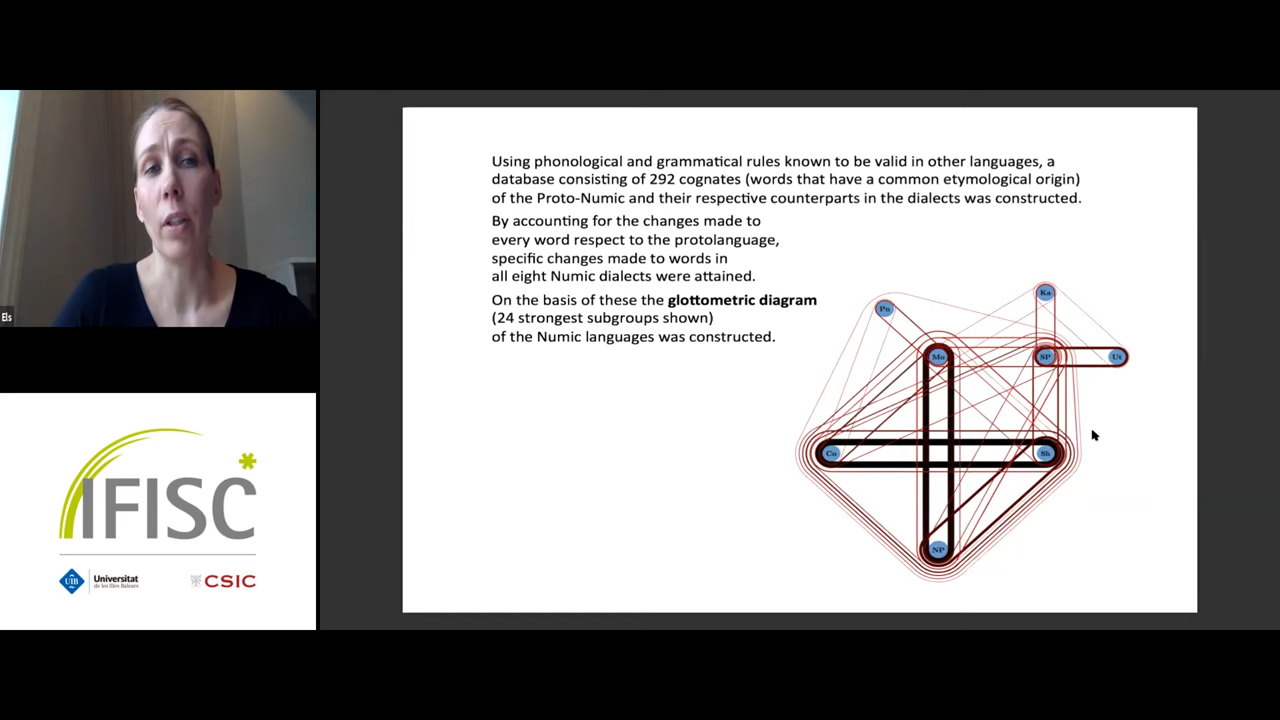 Using phonological and grammatical rules known to be valid in other languages, a
database consisting of 292 cognates (words that have a common etymological origin)
of the Proto-Numic and their respective counterparts in the dialects was constructed.
By accounting for the changes made to
every word respect to the protolanguage,
specific changes made to words in
all eight Numic dialects were attained.
On the basis of these the glottometric diagram
(24 strongest subgroups shown)
of the Numic languages was constructed.
Ka
Pn
Mo
SP
Ut
Co
Sh
NP
Els
IFISC
UIB
Universitat
de les Illes Balears
CSIC